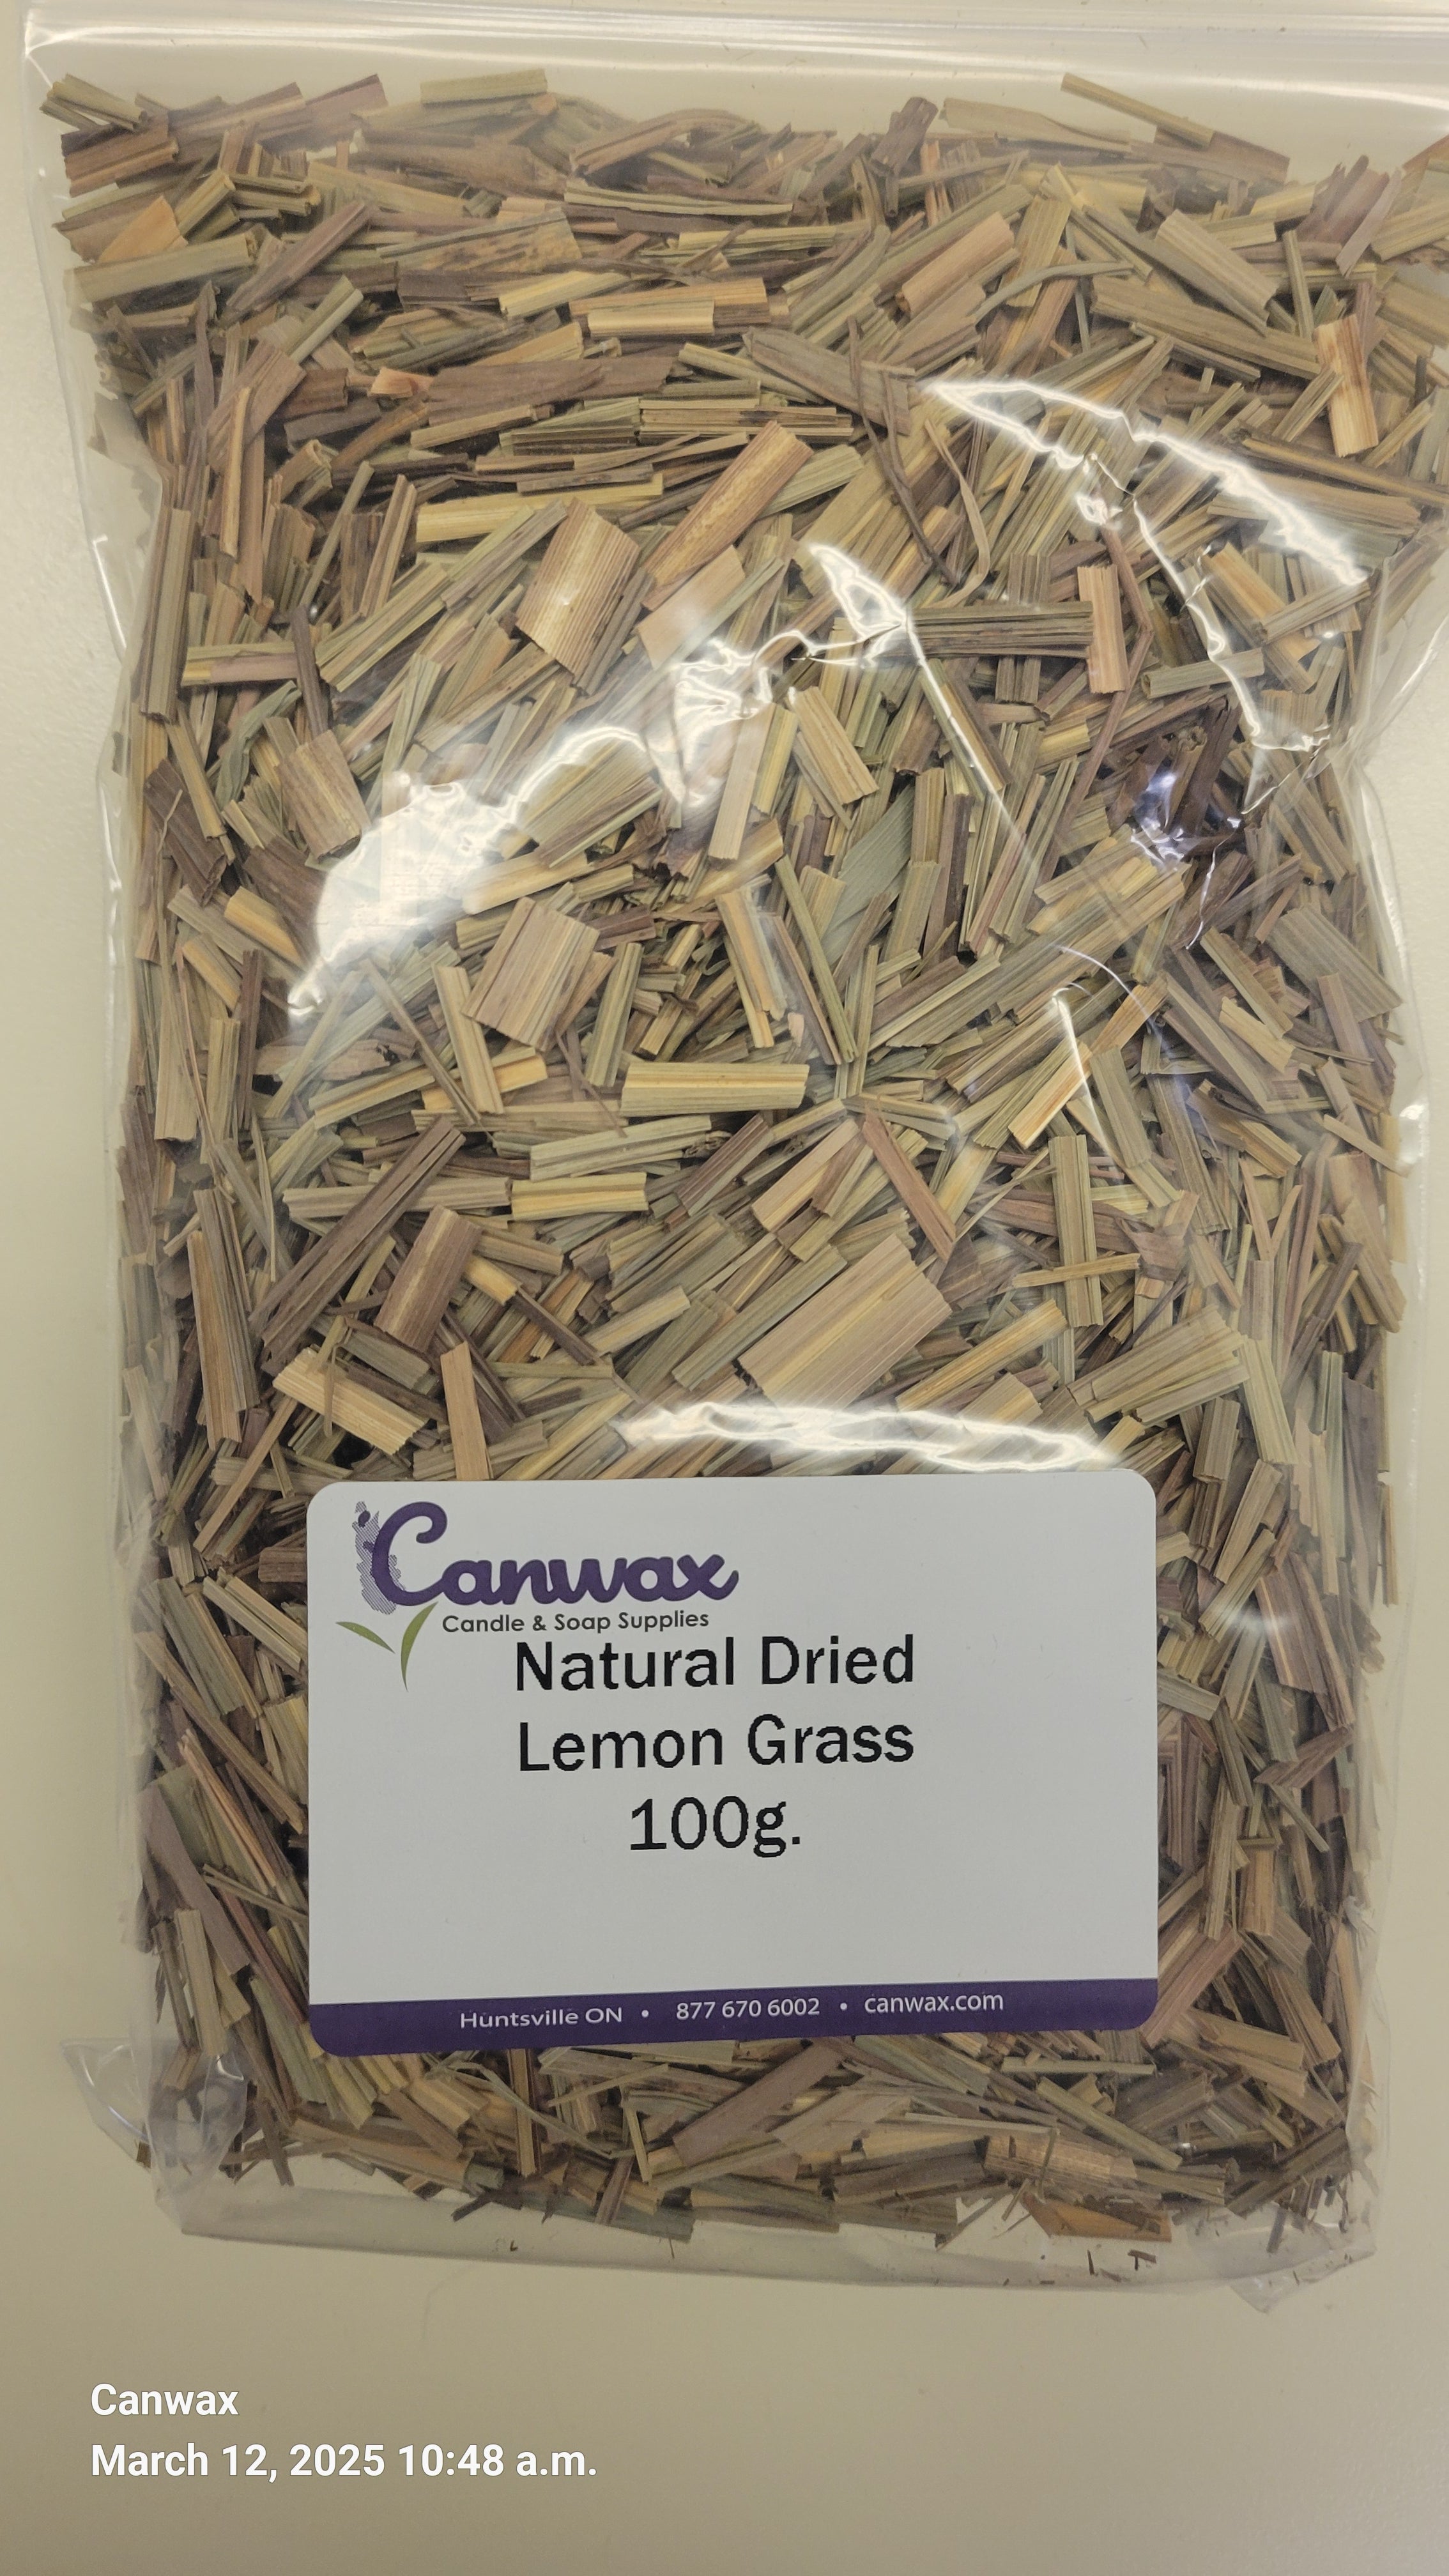 Canwax
Candle & Soap Supplies
Natural Dried
Lemon Grass
100g.
Huntsville ON • 877 670 6002 • canwax.com
Canwax
March 12, 2025 10:48 a.m.